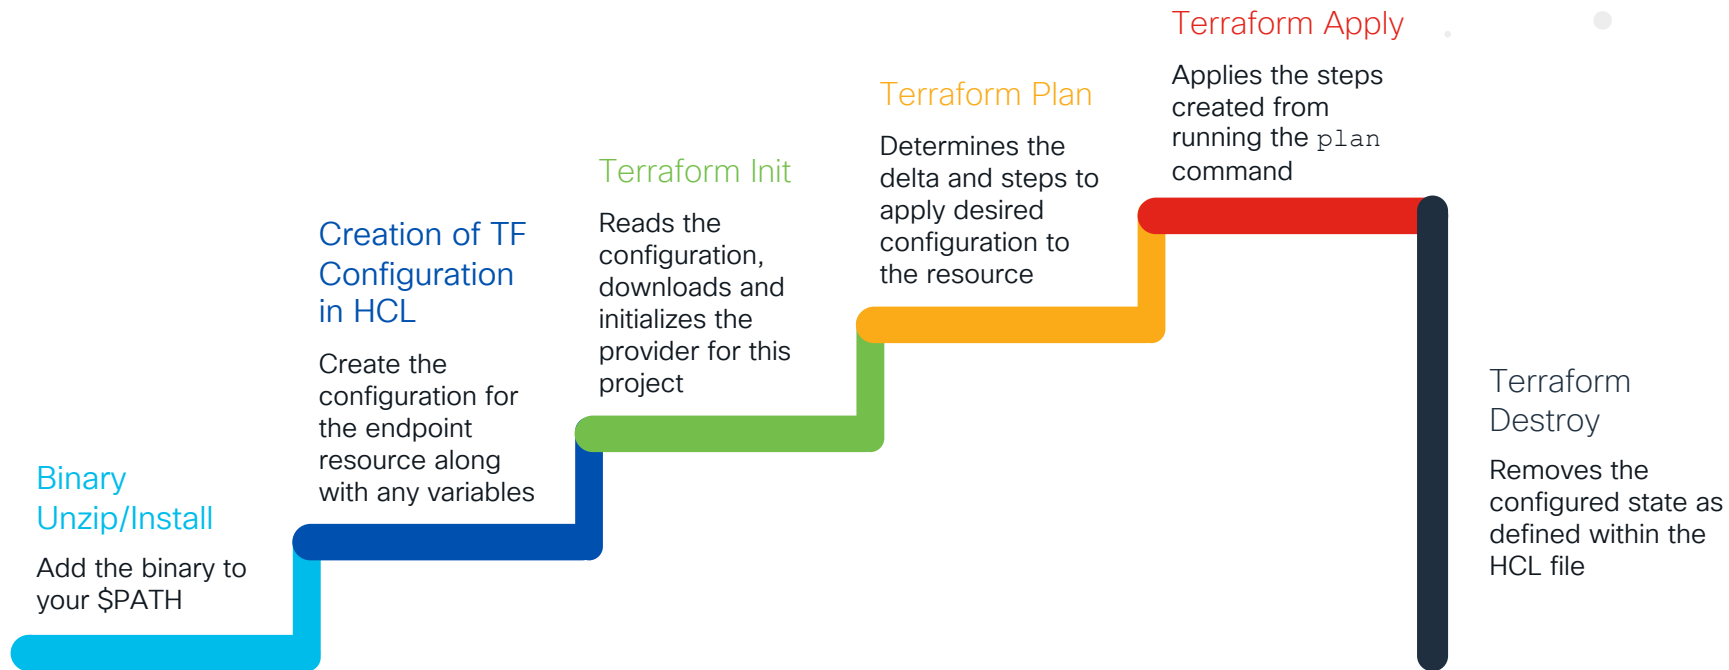 Binary
Unzip/Install
Add the binary to
your $PATH
Creation of TF
Configuration
in HCL
Create the
configuration for
the endpoint
resource along
with any variables
Terraform Init
Reads the
configuration,
downloads and
initializes the
provider for this
project
Terraform Plan
Determines the
delta and steps to
apply desired
configuration to
the resource
Terraform Apply
Applies the steps
created from
running the plan
command
Terraform
Destroy
Removes the
configured state as
defined within the
HCL file